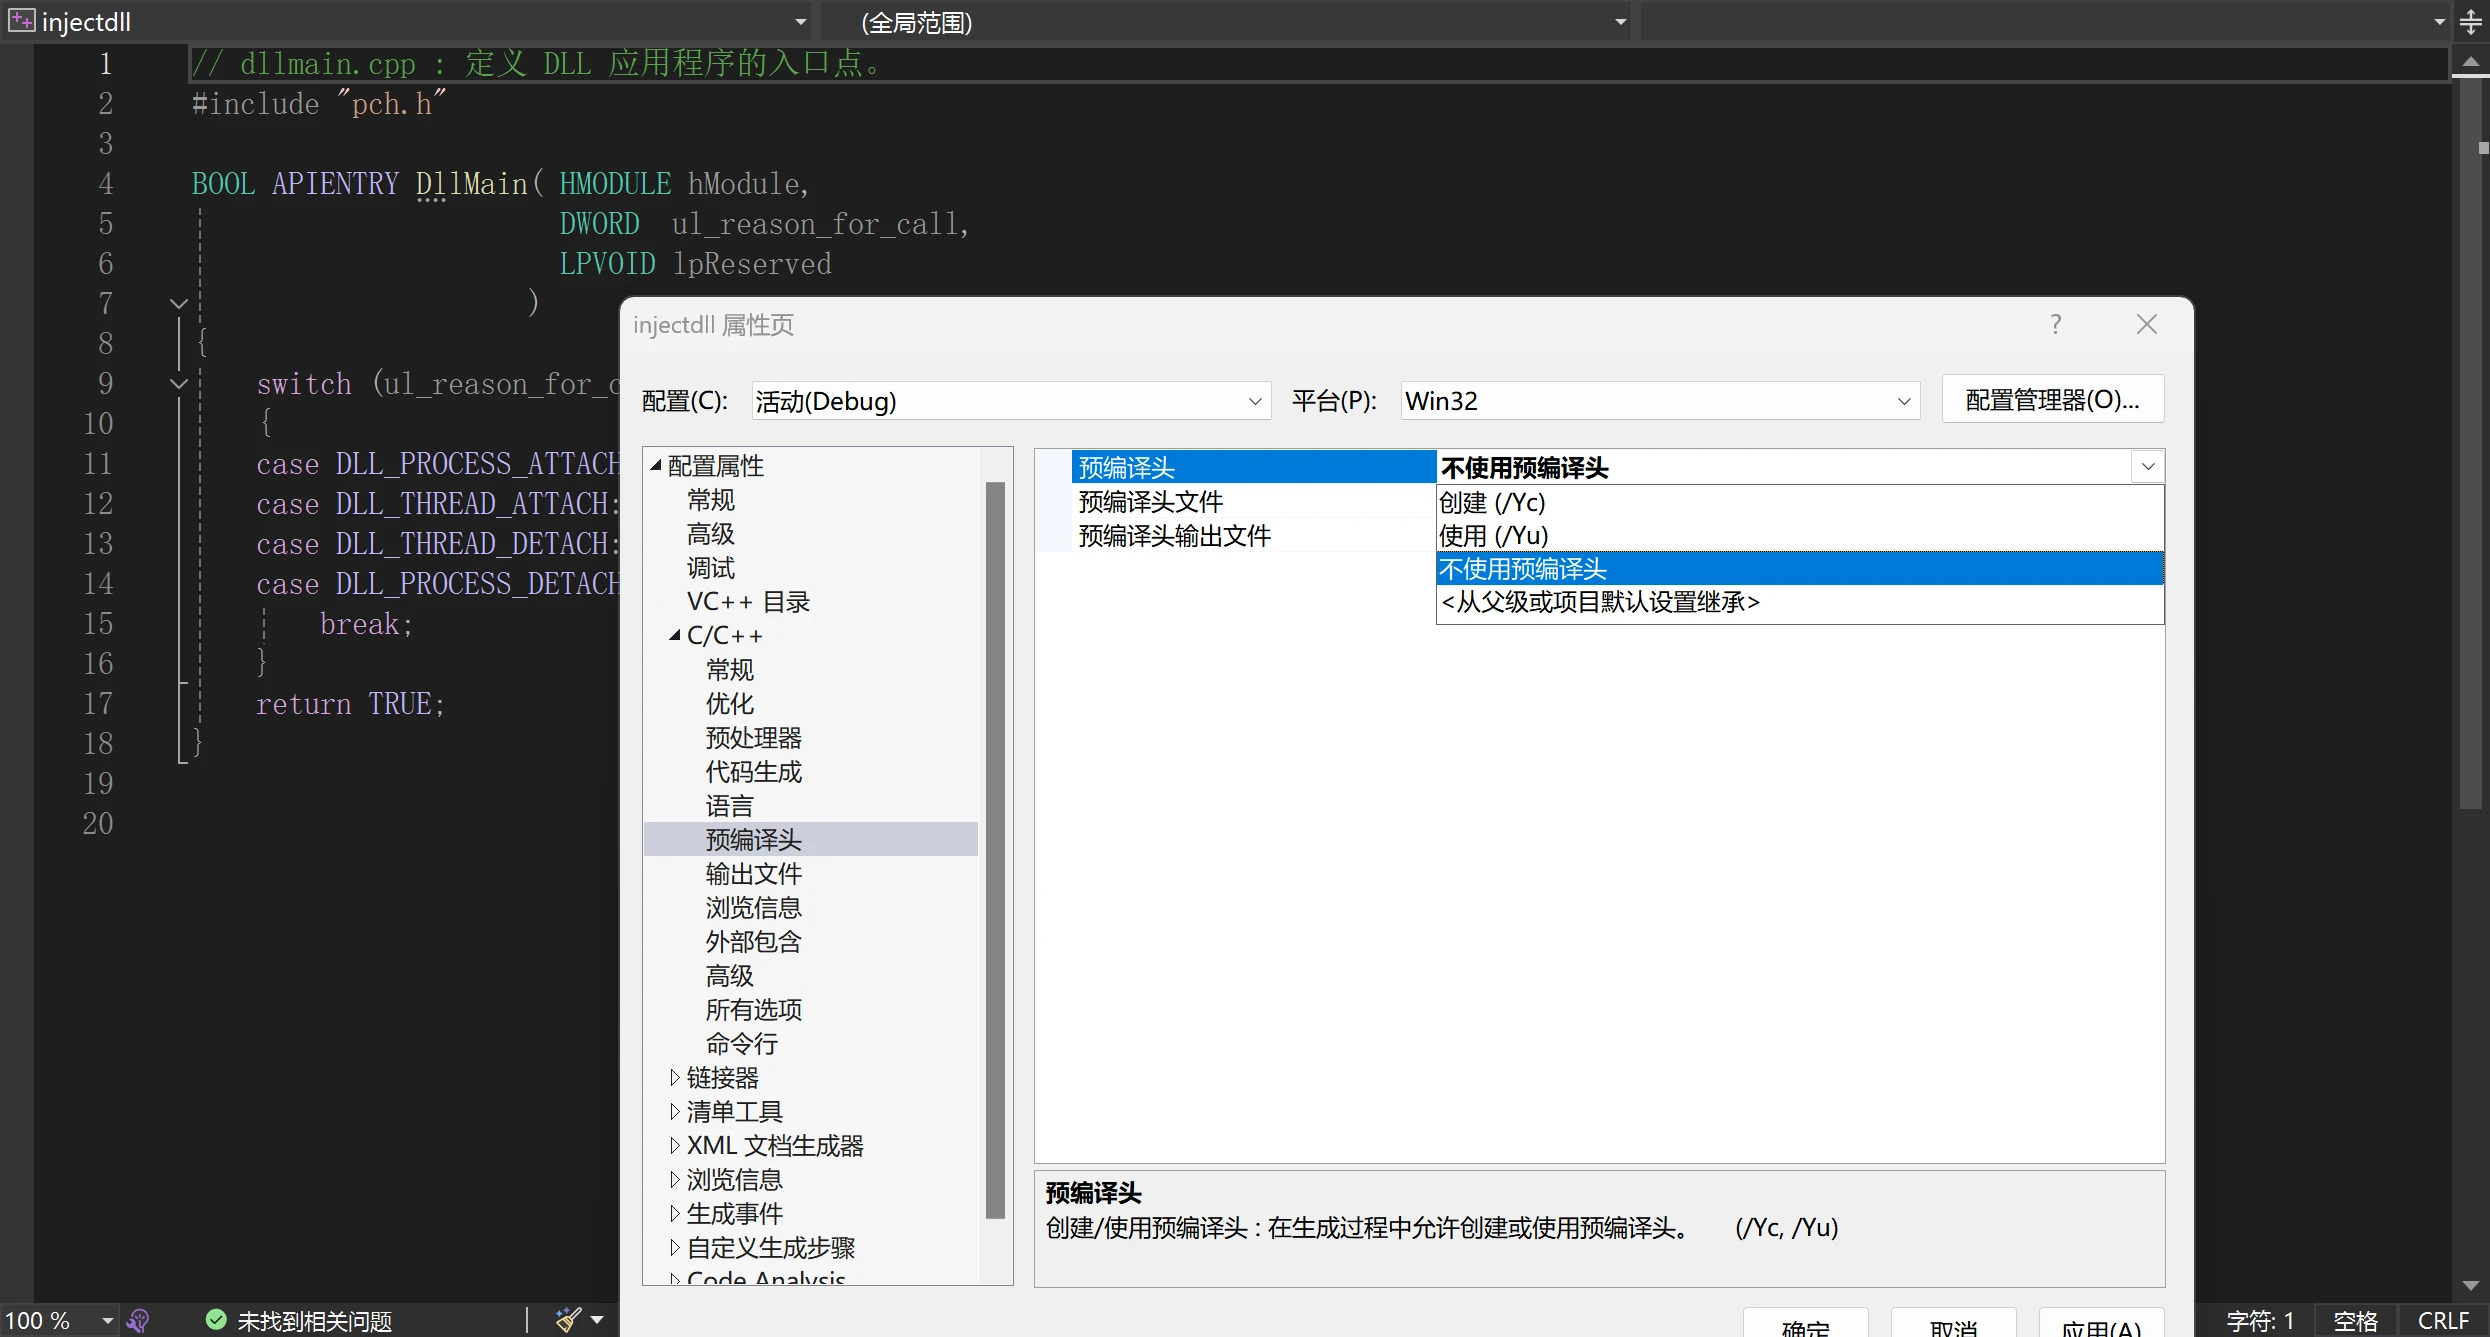 injectdll
(全局范围)
1 // dllmain.cpp : 定义 DLL 应用程序的入口点。
2 #include "pch.h"
3
4 BOOL APIENTRY DllMain( HMODULE hModule,
5 DWORD  ul_reason_for_call,
6 LPVOID lpReserved
7 )
8 {
9 switch (ul_reason_for_c
10 {
11 case DLL_PROCESS_ATTACH
12 case DLL_THREAD_ATTACH:
13 case DLL_THREAD_DETACH:
14 case DLL_PROCESS_DETACH
15 break;
16 }
17 return TRUE;
18 }
19
20
injectdll 属性页
?
配置(C): 活动(Debug) 平台(P): Win32 配置管理器(O)...
配置属性
常规
高级
调试
VC++ 目录
C/C++
常规
优化
预处理器
代码生成
语言
预编译头
输出文件
浏览信息
外部包含
高级
所有选项
命令行
链接器
清单工具
XML 文档生成器
浏览信息
生成事件
自定义生成步骤
Code Analysis
预编译头 不使用预编译头
预编译头文件
预编译头输出文件
创建 (/Yc)
使用 (/Yu)
不使用预编译头
<从父级或项目默认设置继承>
预编译头
创建/使用预编译头 : 在生成过程中允许创建或使用预编译头。 (/Yc, /Yu)
确定 取消 应用(A)
100 % 未找到相关问题 字符: 1 空格 CRLF